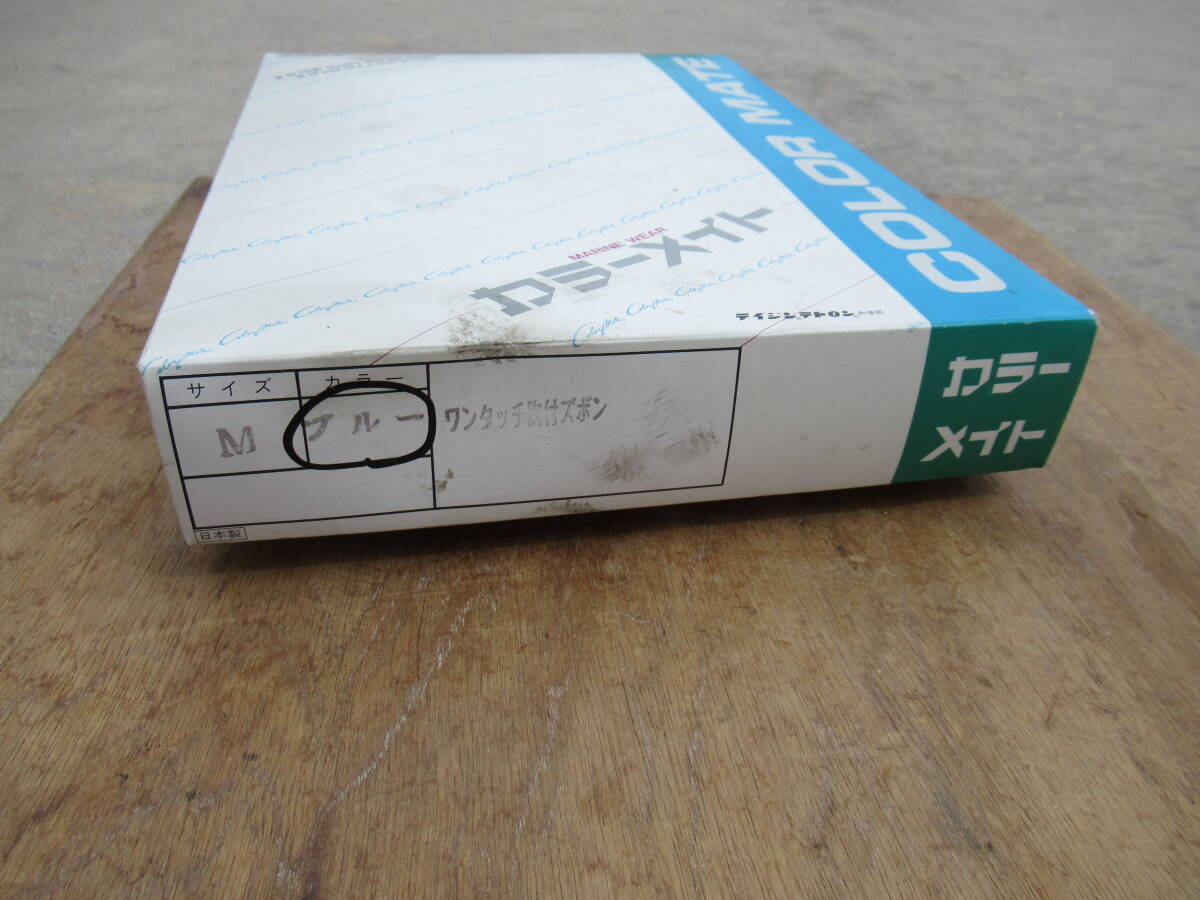 COLOR MATE
MARINE WEAR
カラーメイト
テイジンテトロン
カラー
メイト
サイズ
カラー
M
ブルー
ワンタッチ胸付ズボン
日本製